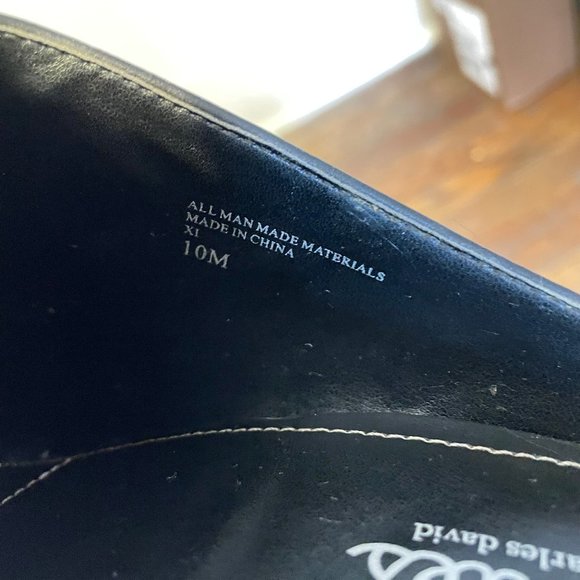 ALL MAN MADE MATERIALS
MADE IN CHINA
XI
10M
arles david